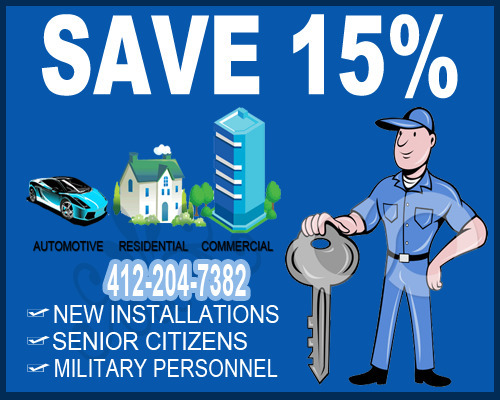 SAVE 15%
AUTOMOTIVE RESIDENTIAL COMMERCIAL
412-204-7382
NEW INSTALLATIONS
SENIOR CITIZENS
MILITARY PERSONNEL